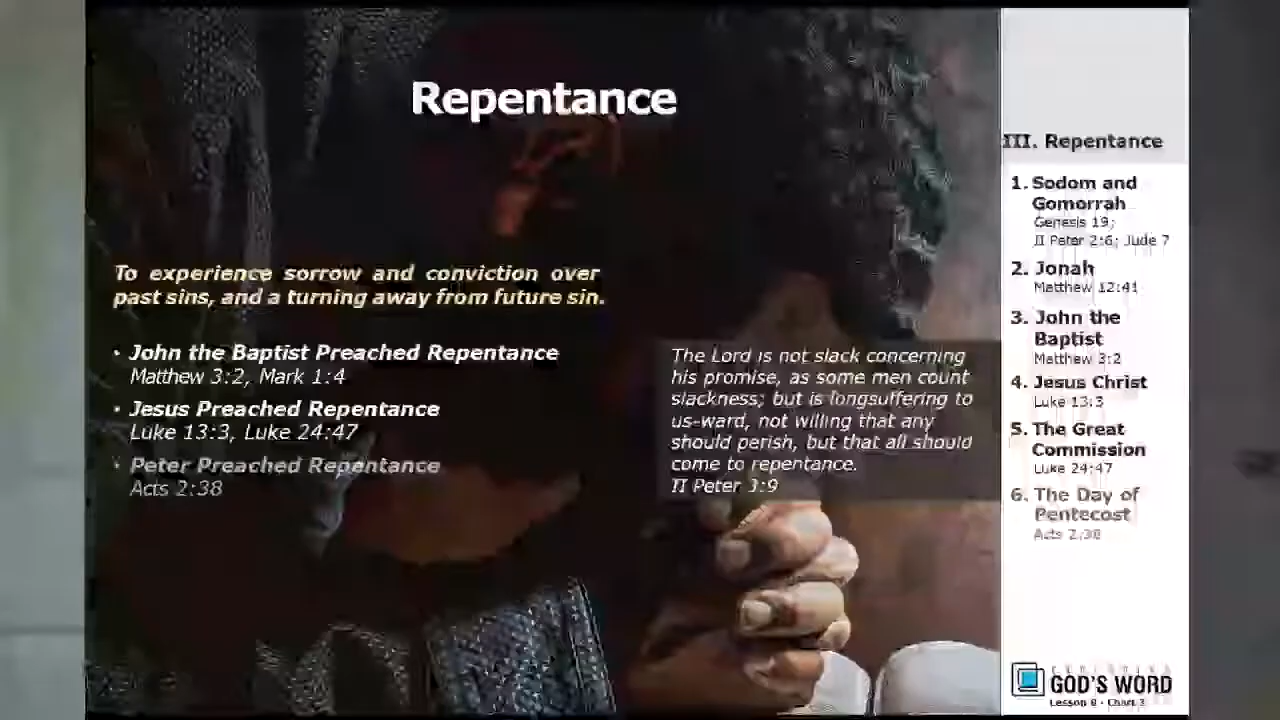 Repentance
To experience sorrow and conviction over
past sins, and a turning away from future sin.
· John the Baptist Preached Repentance
Matthew 3:2, Mark 1:4
· Jesus Preached Repentance
Luke 13:3, Luke 24:47
· Peter Preached Repentance
Acts 2:38
The Lord is not slack concerning
his promise, as some men count
slackness; but is longsuffering to
us-ward, not willing that any
should perish, but that all should
come to repentance.
II Peter 3:9
III. Repentance
1. Sodom and
Gomorrah
Genesis 19;
II Peter 2:6; Jude 7
2. Jonah
Matthew 12:41
3. John the
Baptist
Matthew 3:2
4. Jesus Christ
Luke 13:3
5. The Great
Commission
Luke 24:47
6. The Day of
Pentecost
Acts 2:38
GOD'S WORD
Lesson 8 - Chart 3